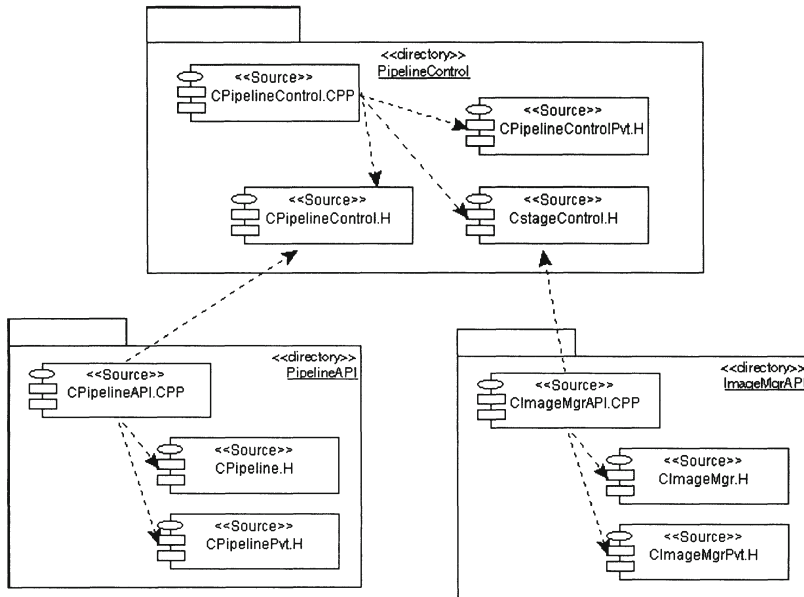 <<directory>>
PipelineControl
<<Source>>
CPipelineControl.CPP
<<Source>>
CPipelineControlPvt.H
<<Source>>
CPipelineControl.H
<<Source>>
CstageControl.H
<<directory>>
PipelineAPI
<<Source>>
CPipelineAPI.CPP
<<Source>>
CPipeline.H
<<Source>>
CPipelinePvt.H
<<directory>>
ImageMgrAPI
<<Source>>
CImageMgrAPI.CPP
<<Source>>
CImageMgr.H
<<Source>>
CImageMgrPvt.H